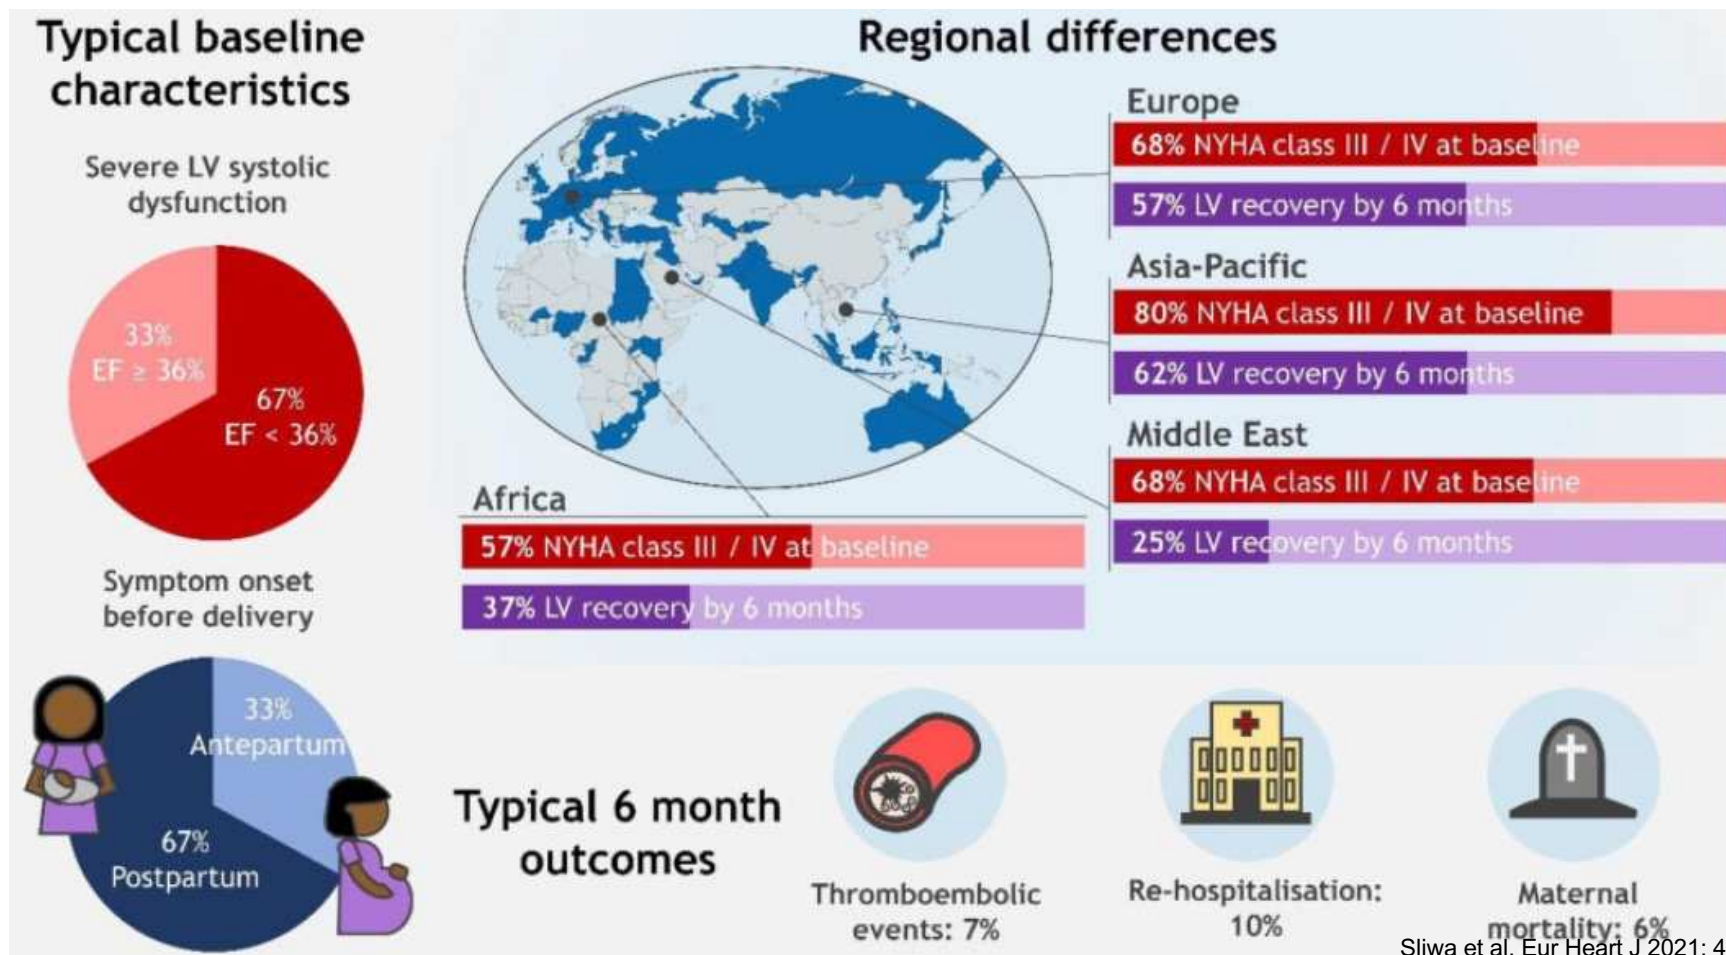 Typical baseline
characteristics
Severe LV systolic
dysfunction
33%
EF ≥ 36%
67%
EF < 36%
Symptom onset
before delivery
33%
Antepartum
67%
Postpartum
Regional differences
Europe
68% NYHA class III / IV at baseline
57% LV recovery by 6 months
Asia-Pacific
80% NYHA class III / IV at baseline
62% LV recovery by 6 months
Middle East
68% NYHA class III / IV at baseline
25% LV recovery by 6 months
Africa
57% NYHA class III / IV at baseline
37% LV recovery by 6 months
Typical 6 month
outcomes
Thromboembolic
events: 7%
Re-hospitalisation:
10%
Maternal
mortality: 6%
Sliwa et al. Eur Heart J 2021; 4